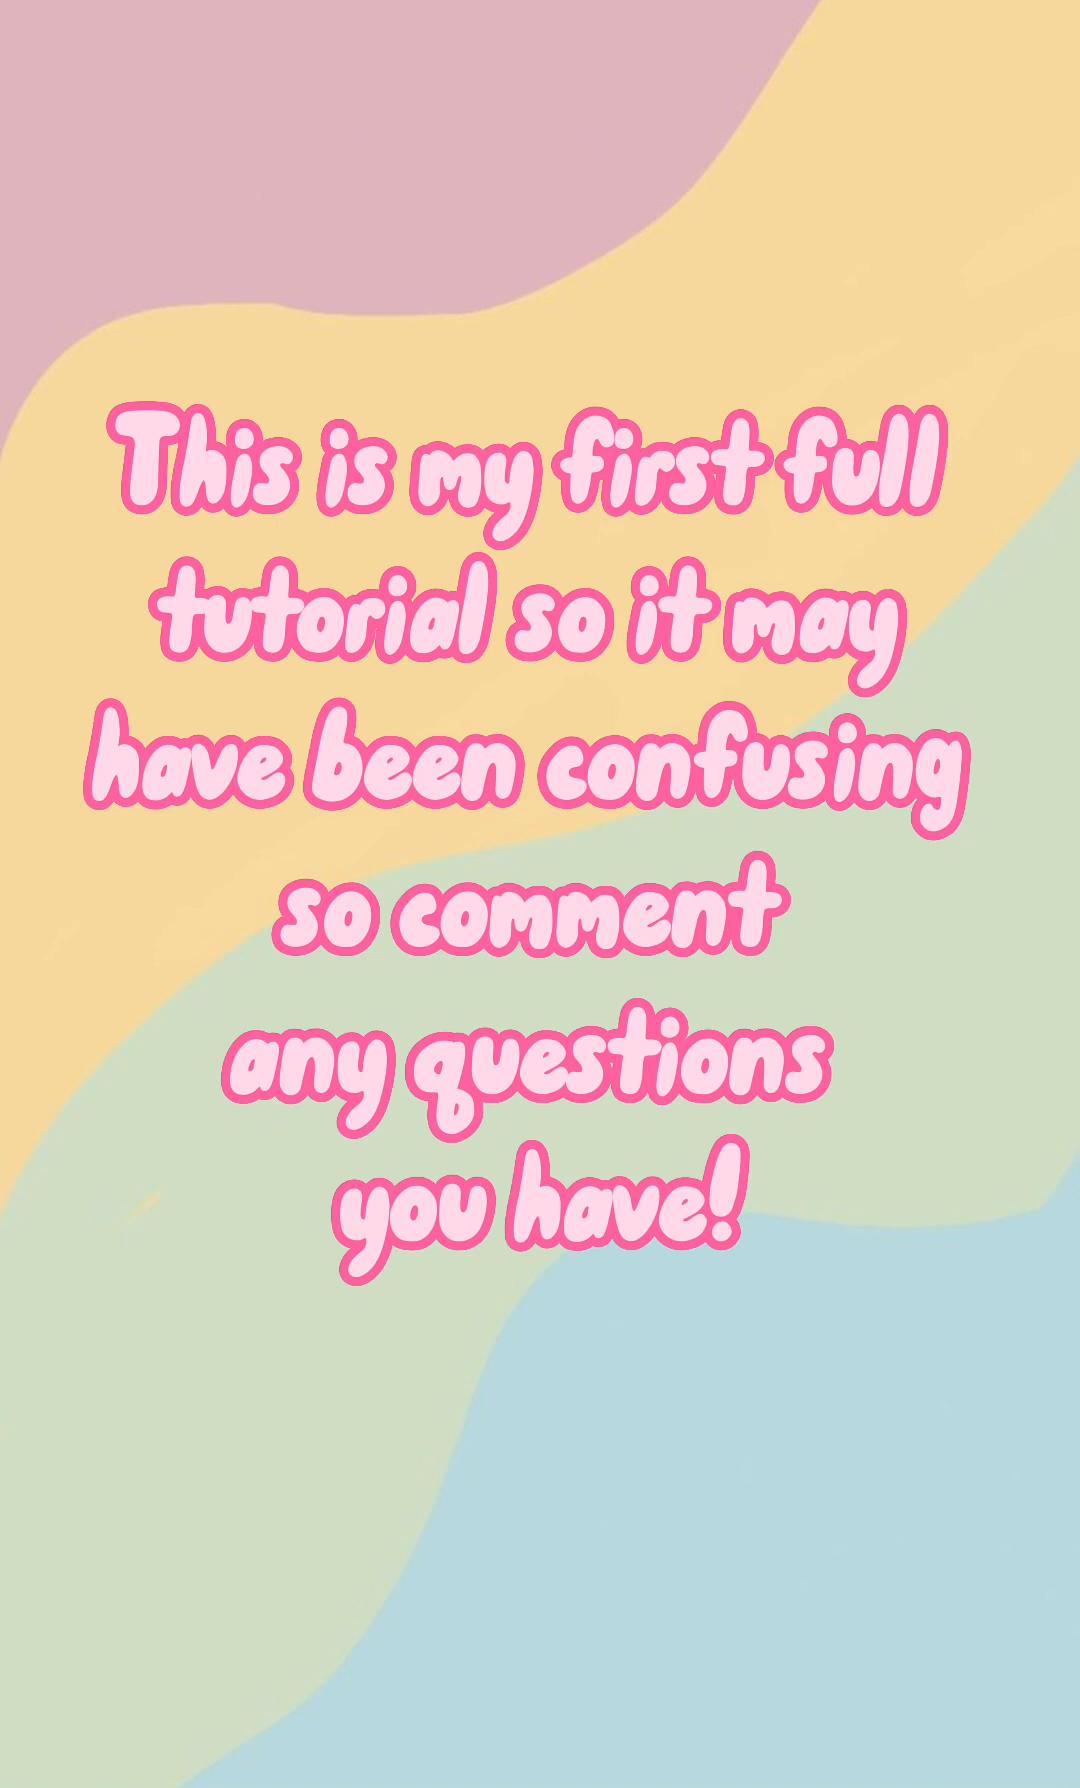 This is my first full
tutorial so it may
have been confusing
so comment
any questions
you have!